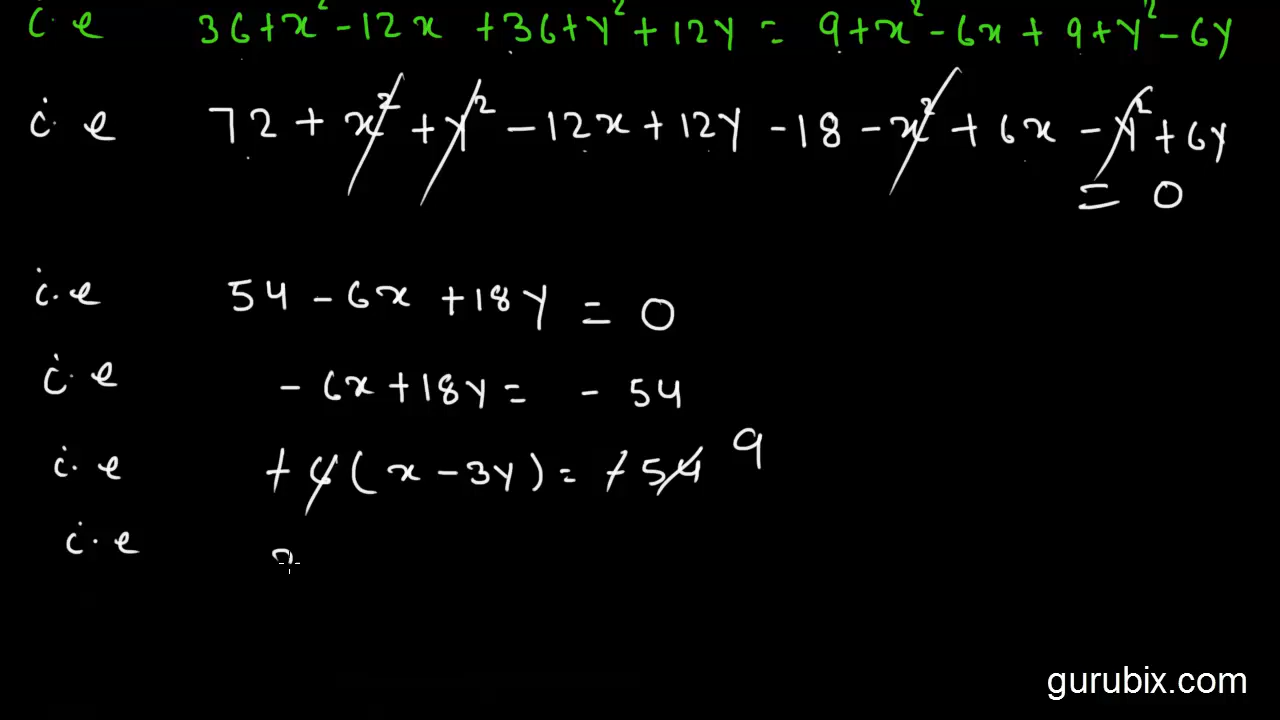 i.e 36+x²-12x +36+y²+12y = 9+x²-6x+9+y²-6y
i.e 72+x²+y²-12x+12y-18-x²+6x-y²+6y
= 0
i.e 54-6x+18y = 0
i.e -6x+18y = -54
i.e -6(x-3y) = -54 9
i.e
gurubix.com